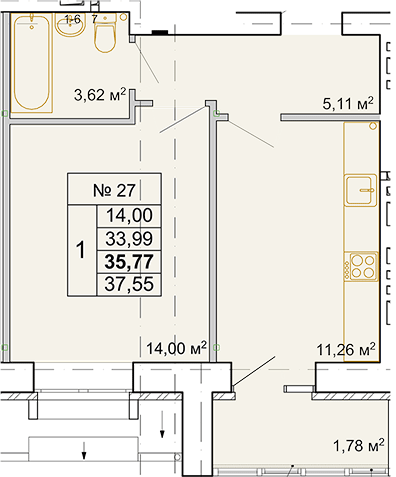 1-6 7
3,62 м²
5,11 м²
№ 27
1
14,00
33,99
35,77
37,55
14,00 м²
11,26 м²
1,78 м²